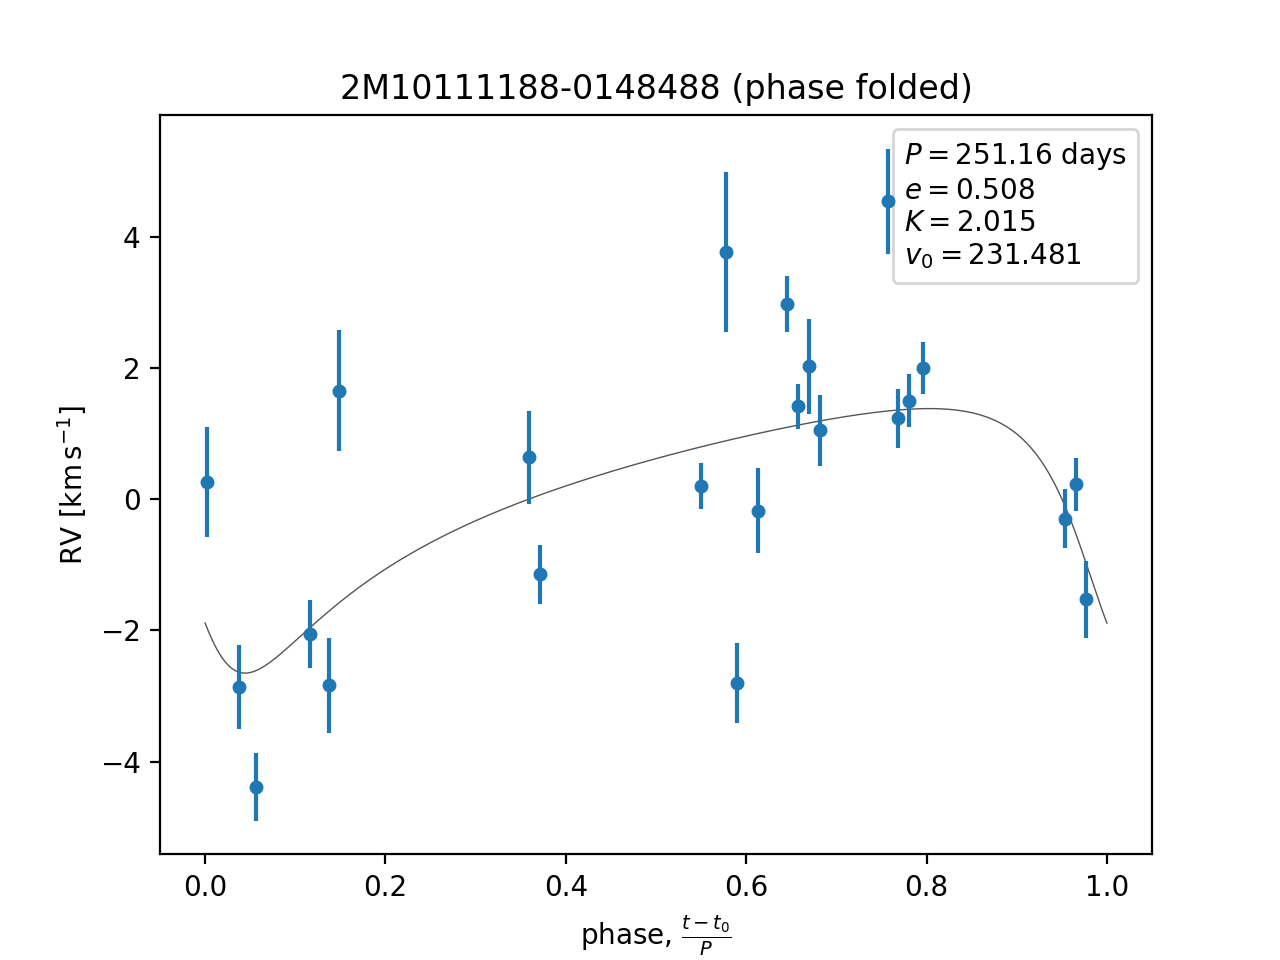 2M10111188-0148488 (phase folded)
P = 251.16 days
e = 0.508
K = 2.015
v₀ = 231.481
RV [km s⁻¹]
4
2
0
−2
−4
0.0 0.2 0.4 0.6 0.8 1.0
phase, (t − t₀)/P